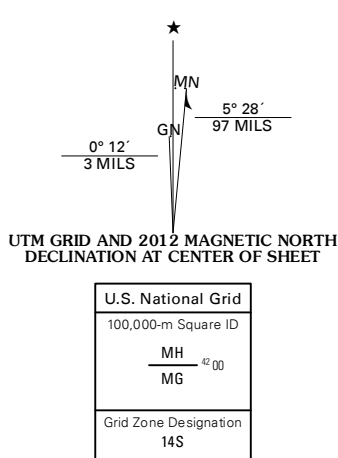 ★
MN
5° 28´
97 MILS
GN
0° 12´
3 MILS
UTM GRID AND 2012 MAGNETIC NORTH
DECLINATION AT CENTER OF SHEET
U.S. National Grid
100,000-m Square ID
MH
42 00
MG
Grid Zone Designation
14S